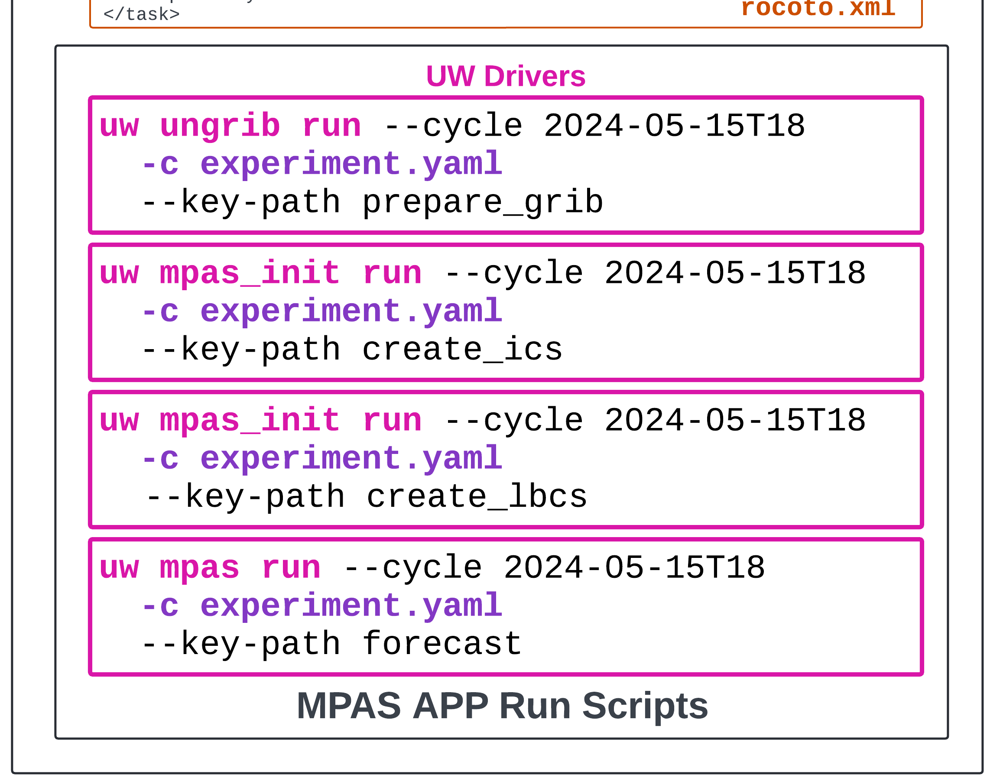 </task>
rocoto.xml
UW Drivers
uw ungrib run --cycle 2024-05-15T18
-c experiment.yaml
--key-path prepare_grib
uw mpas_init run --cycle 2024-05-15T18
-c experiment.yaml
--key-path create_ics
uw mpas_init run --cycle 2024-05-15T18
-c experiment.yaml
--key-path create_lbcs
uw mpas run --cycle 2024-05-15T18
-c experiment.yaml
--key-path forecast
MPAS APP Run Scripts